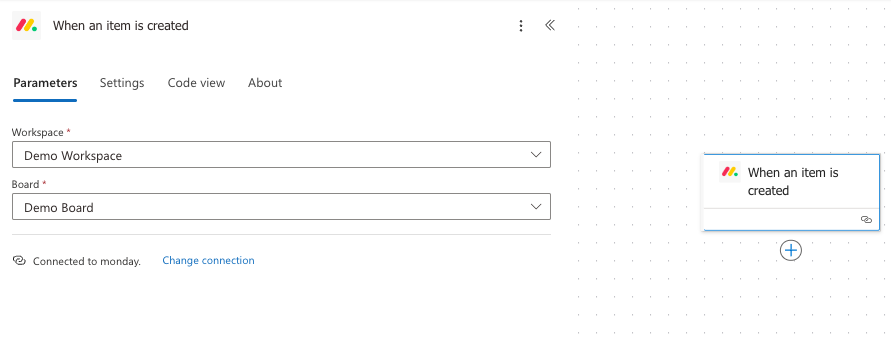 When an item is created
Parameters Settings Code view About
Workspace *
Demo Workspace
Board *
Demo Board
Connected to monday. Change connection
When an item is
created